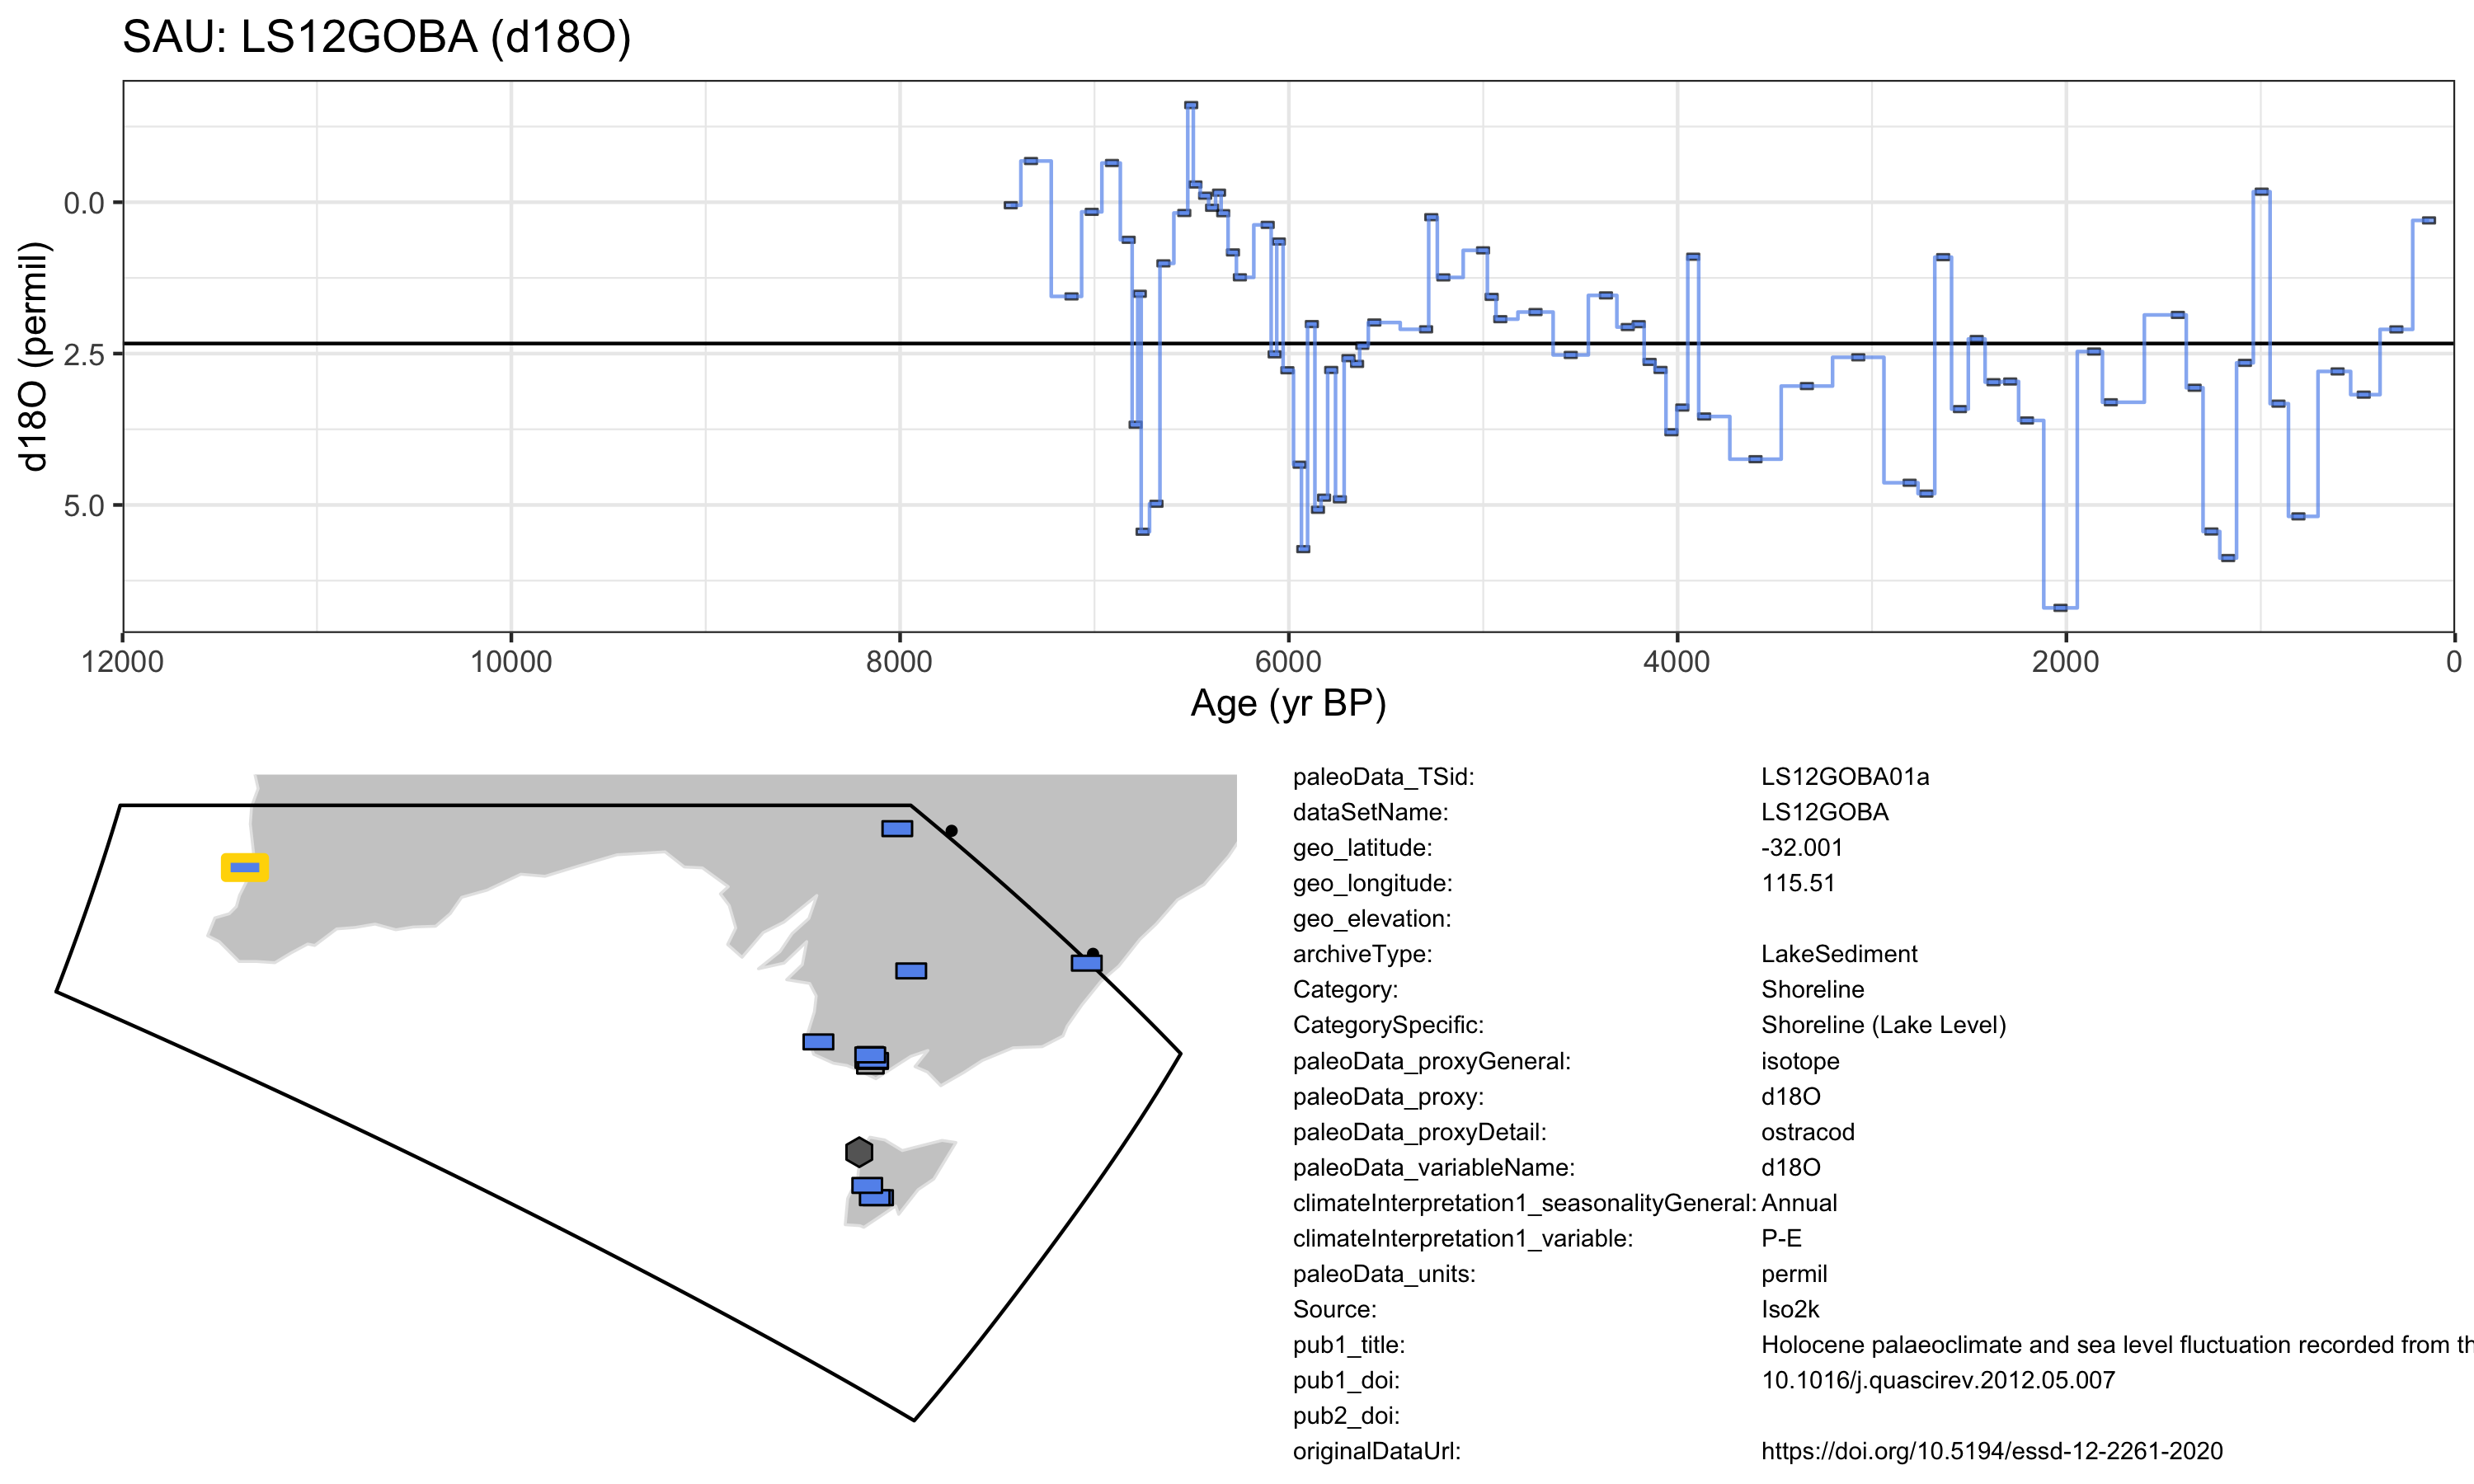 SAU: LS12GOBA (d18O)
d18O (permil)
0.0
2.5
5.0
12000 10000 8000 6000 4000 2000 0
Age (yr BP)
paleoData_TSid: LS12GOBA01a
dataSetName: LS12GOBA
geo_latitude: -32.001
geo_longitude: 115.51
geo_elevation:
archiveType: LakeSediment
Category: Shoreline
CategorySpecific: Shoreline (Lake Level)
paleoData_proxyGeneral: isotope
paleoData_proxy: d18O
paleoData_proxyDetail: ostracod
paleoData_variableName: d18O
climateInterpretation1_seasonalityGeneral: Annual
climateInterpretation1_variable: P-E
paleoData_units: permil
Source: Iso2k
pub1_title: Holocene palaeoclimate and sea level fluctuation recorded from th
pub1_doi: 10.1016/j.quascirev.2012.05.007
pub2_doi:
originalDataUrl: https://doi.org/10.5194/essd-12-2261-2020